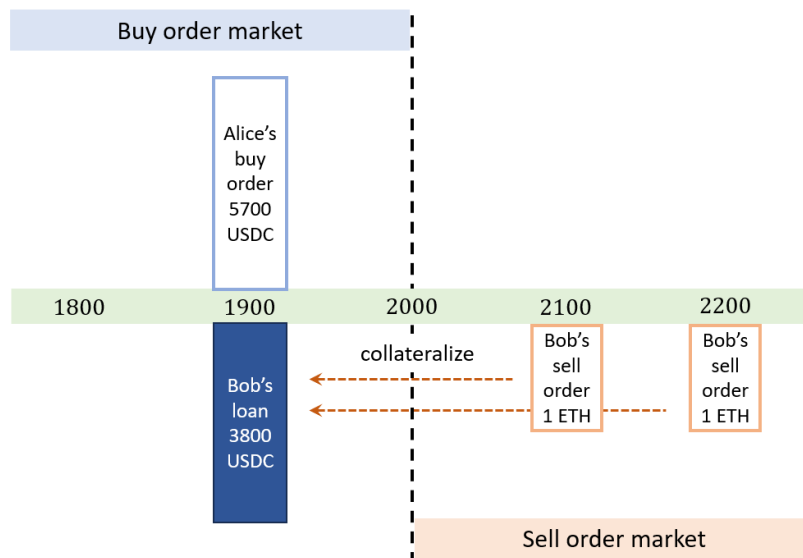 Buy order market
Alice's
buy
order
5700
USDC
1800
1900
2000
2100
2200
collateralize
Bob's
loan
3800
USDC
Bob's
sell
order
1 ETH
Bob's
sell
order
1 ETH
Sell order market